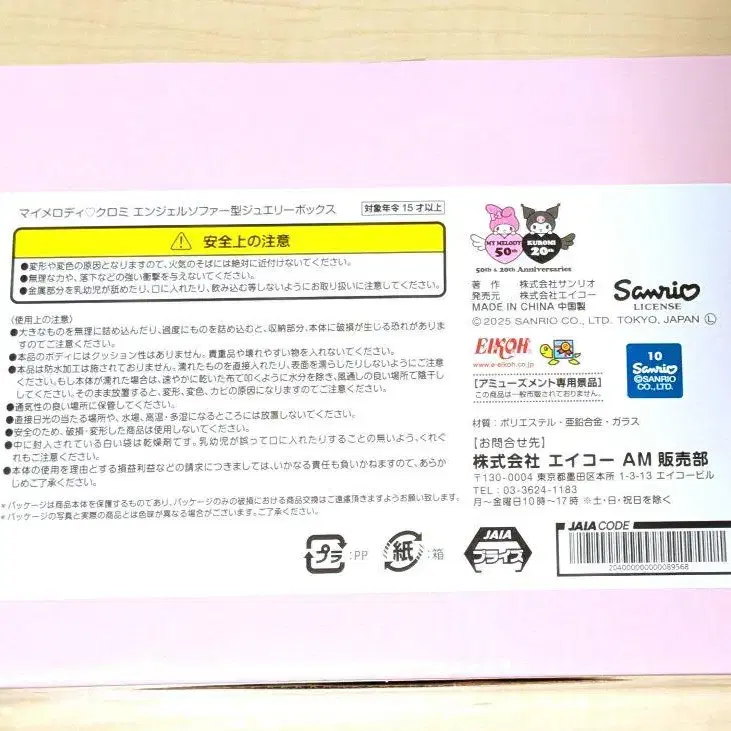 マイメロディ♡クロミ エンジェルソファー型ジュエリーボックス
対象年令15才以上
安全上の注意
●変形や変色の原因となりますので、火気のそばには絶対に近付けないてください。
●無理な力や、落下などの強い衝撃を与えないてください。
●金属部分を乳幼児が舐めたり、口に入れたり、飲み込む等しないようにお取り扱いに注意してください。
〈使用上の注意〉
●大きなものを無理に詰め込んだり、過度にものを詰め込むと、収納部分、本体に破損が生じる恐れがありま
すのでご注意ください。
●本品のボディにはクッション性はありません。貴重品や壊れやすい物を入れないてください。
●本品は防水加工は施されておりません。濡れたものを直接入れたり、表面を濡らしたりしないようにご注意
ください。もし本体が濡れた場合は、速やかに乾いた布て叩くように水分を除き、風通しの良い場所て陰干し
してください。そのまま放置すると、変形、変色、カビの原因になりますのでご注意ください。
●通気性の良い場所に保管してください。
●直接日光の当たる場所や、水場、高温・多湿になるところには放置しないてください。
●安全のため、破損・変形した商品は使用しないてください。
●中に封入されている白い袋は乾燥剤てす。乳幼児が誤って口に入れたりすることの無いよう、くれぐ
れもご注意ください。
●本体の使用を理由とする損益利益などの請求につきましては、いかなる責任も負いかねますので、あらか
じめご了承ください。
*パッケージは商品本体を保護するものてあり、パッケージのみの破損における商品交換はご遠慮頂きますようお願い致します。
*パッケージの写真と実際の商品とは色味が異なる場合がございます。ご了承ください。
プラ:PP
紙:箱
JAIA
プライズ
MY MELODY
50th
KUROMI
20th
50th & 20th Anniversaries
著作 株式会社サンリオ
発売元 株式会社エイコー
MADE IN CHINA 中国製
© 2025 SANRIO CO., LTD. TOKYO, JAPAN Ⓛ
Sanrio
LICENSE
EIKOH
www.a-eikoh.co.jp
【アミューズメント専用景品】
この商品は一般市販されておりません。
10
Sanrio
©SANRIO
CO.,LTD.
材質:ポリエステル・亜鉛合金・ガラス
【お問合せ先】
株式会社 エイコー AM 販売部
〒130-0004 東京都墨田区本所 1-3-13 エイコービル
TEL:03-3624-1183
月〜金曜日10時〜17時 ※土・日・祝日を除く
JAIA CODE
2040000000000089568